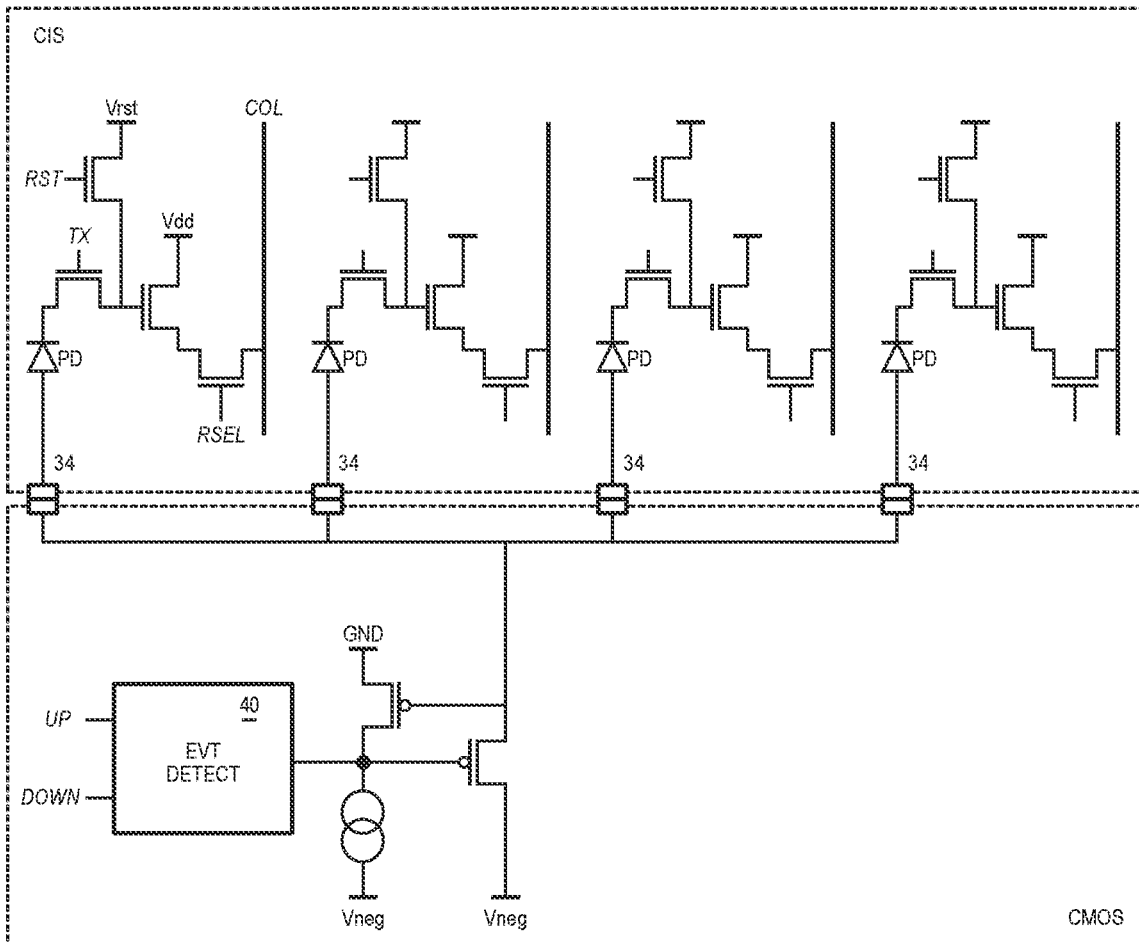 CIS
Vrst
COL
RST
Vdd
TX
PD
PD
PD
PD
RSEL
34
34
34
34
GND
40
UP
EVT
DETECT
DOWN
Vneg
Vneg
CMOS